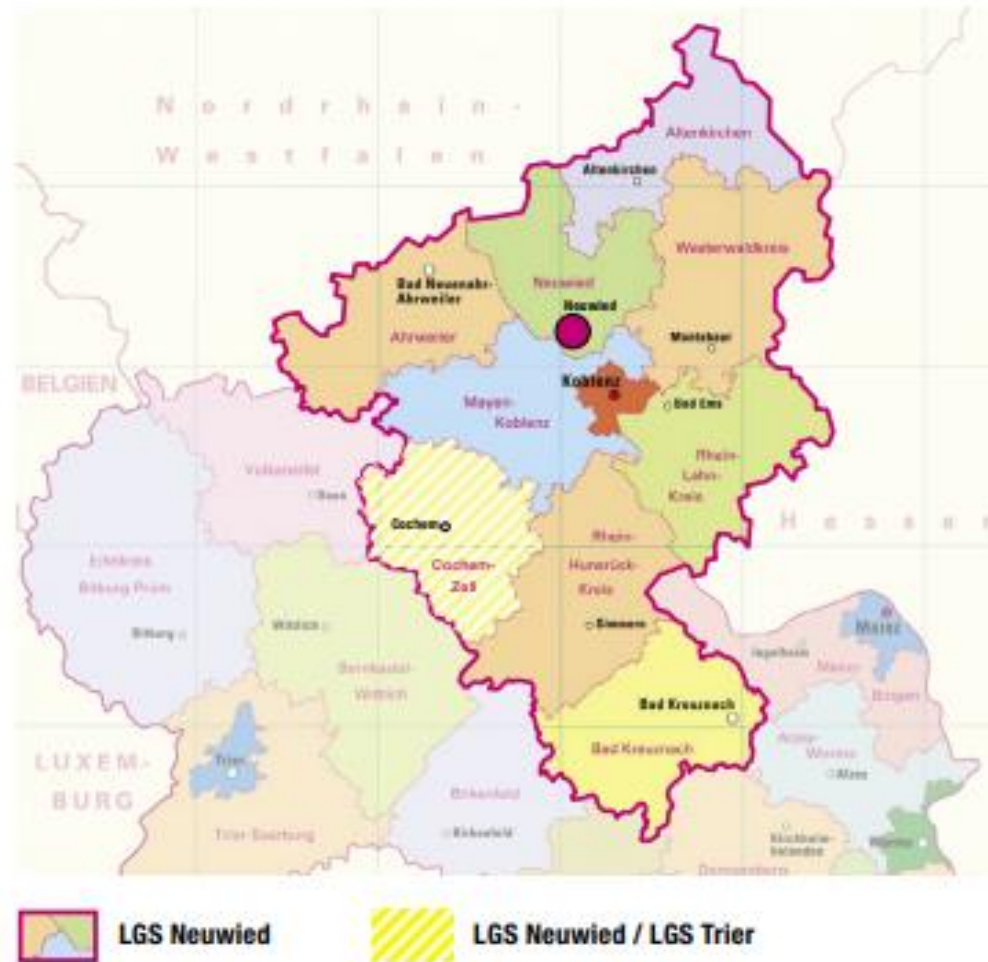 Nordrhein-
Westfalen
Altenkirchen
Altenkirchen
Westerwaldkreis
Bad Neuenahr-
Ahrweiler
Neuwied
Neuwied
Ahrweiler
Montabaur
BELGIEN
Koblenz
Mayen-
Koblenz
Bad Ems
Vulkaneifel
Daun
Rhein-
Lahn-
Kreis
Hessen
Cochem
Cochem-
Zell
Rhein-
Hunsrück-
Kreis
Eifelkreis
Bitburg Prüm
Bitburg
Wittlich
Simmern
Mainz
Ingelheim
Mainz
Bingen
Bernkastel
Wittlich
Bad Kreuznach
Bad Kreuznach
Alzey
Worms
Alzey
LUXEM-
BURG
Trier
Birkenfeld
Birkenfeld
Trier Saarburg
Kirchheim-
bolanden
Worms
LGS Neuwied
LGS Neuwied / LGS Trier